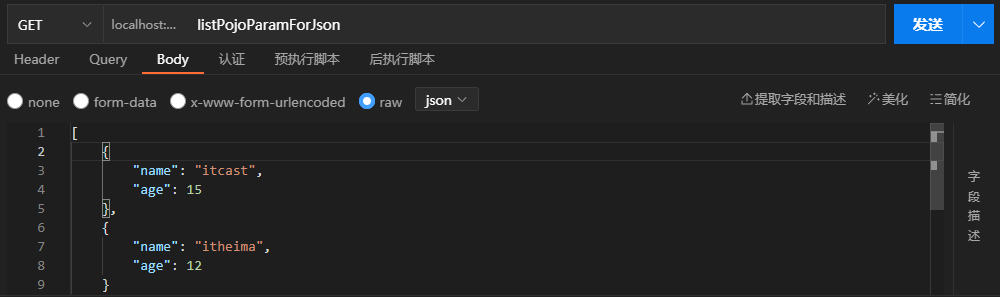 GET localhost:... listPojoParamForJson 发送
Header Query Body 认证 预执行脚本 后执行脚本
none form-data x-www-form-urlencoded raw json 提取字段和描述 美化 简化
1 [
2 {
3 "name": "itcast",
4 "age": 15
5 },
6 {
7 "name": "itheima",
8 "age": 12
9 }
字段描述